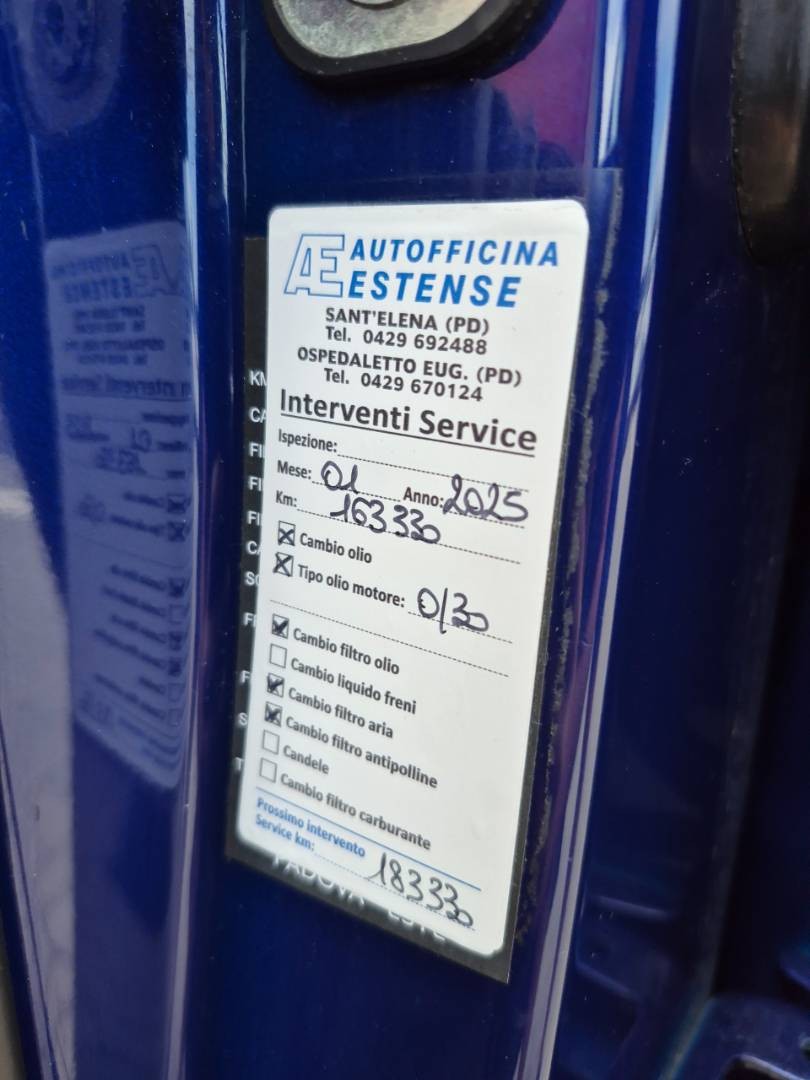 AE AUTOFFICINA
ESTENSE
SANT'ELENA (PD)
Tel. 0429 692488
OSPEDALETTO EUG. (PD)
Tel. 0429 670124
Interventi Service
Ispezione:
Mese: 01 Anno: 2025
Km: 163330
Cambio olio
Tipo olio motore: 0/30
Cambio filtro olio
Cambio liquido freni
Cambio filtro aria
Cambio filtro antipolline
Candele
Cambio filtro carburante
Prossimo intervento
Service km: 183330